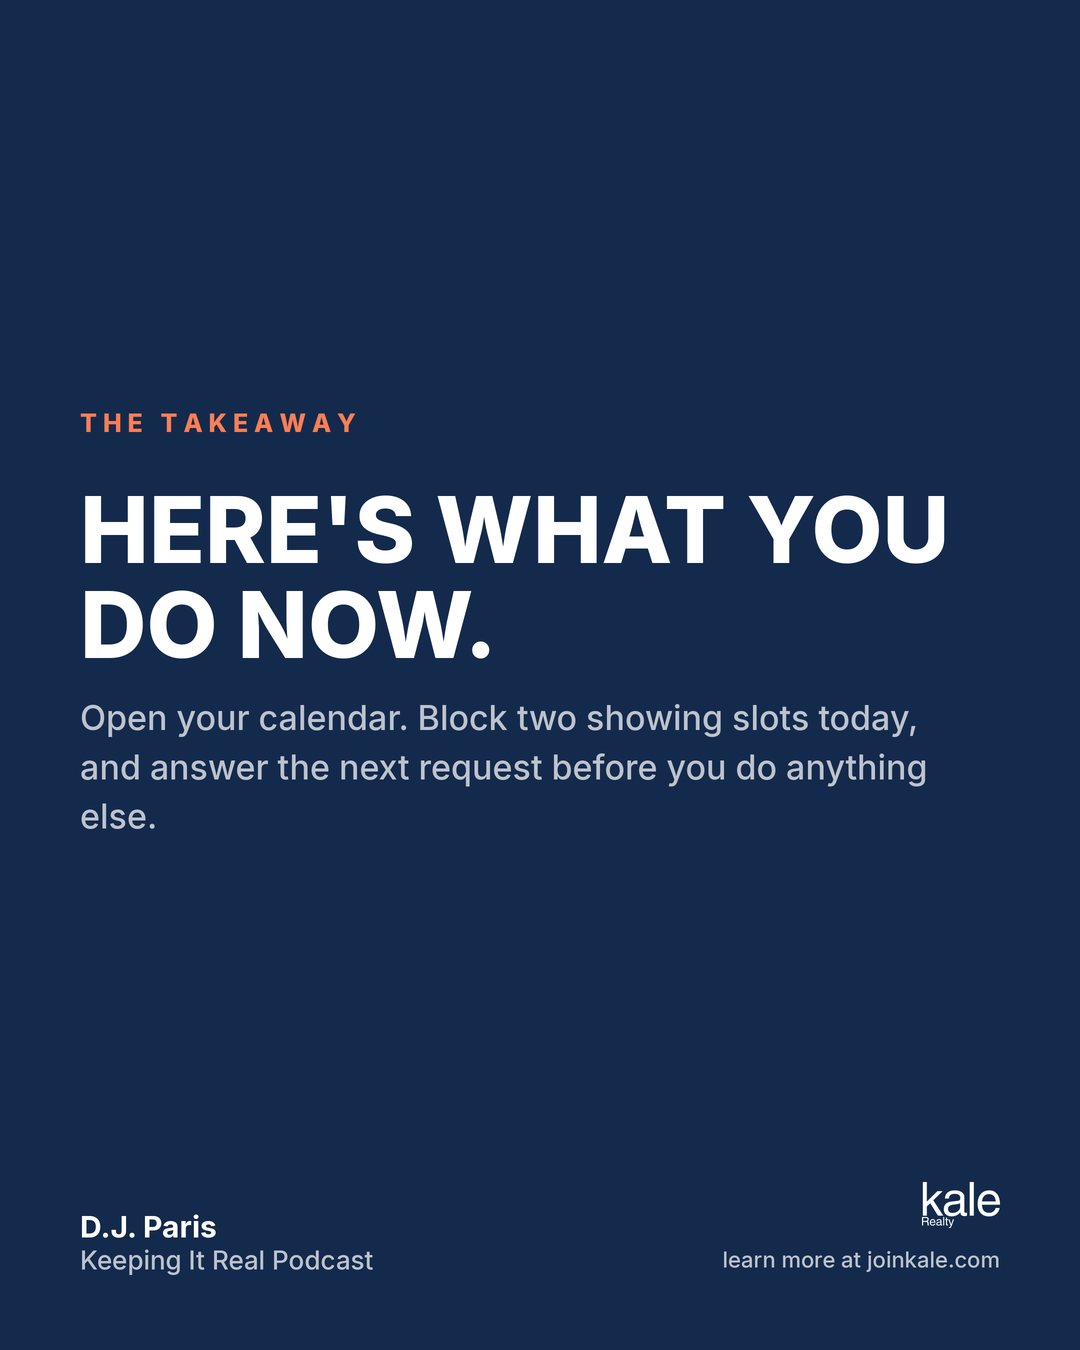 THE TAKEAWAY
HERE'S WHAT YOU
DO NOW.
Open your calendar. Block two showing slots today,
and answer the next request before you do anything
else.
D.J. Paris
Keeping It Real Podcast
kale
Realty
learn more at joinkale.com